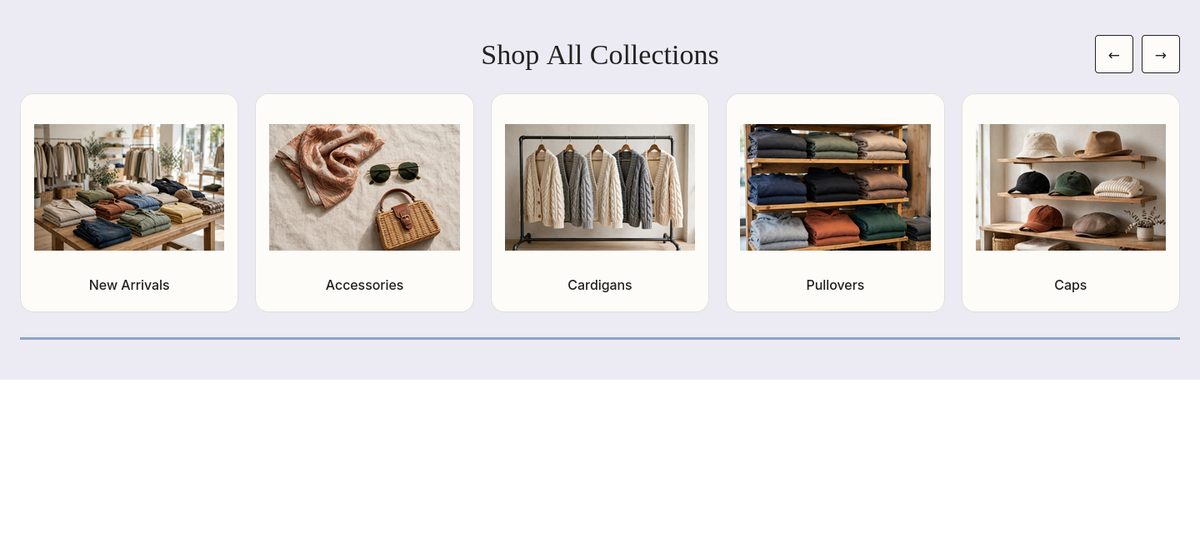 Shop All Collections
← →
New Arrivals
Accessories
Cardigans
Pullovers
Caps